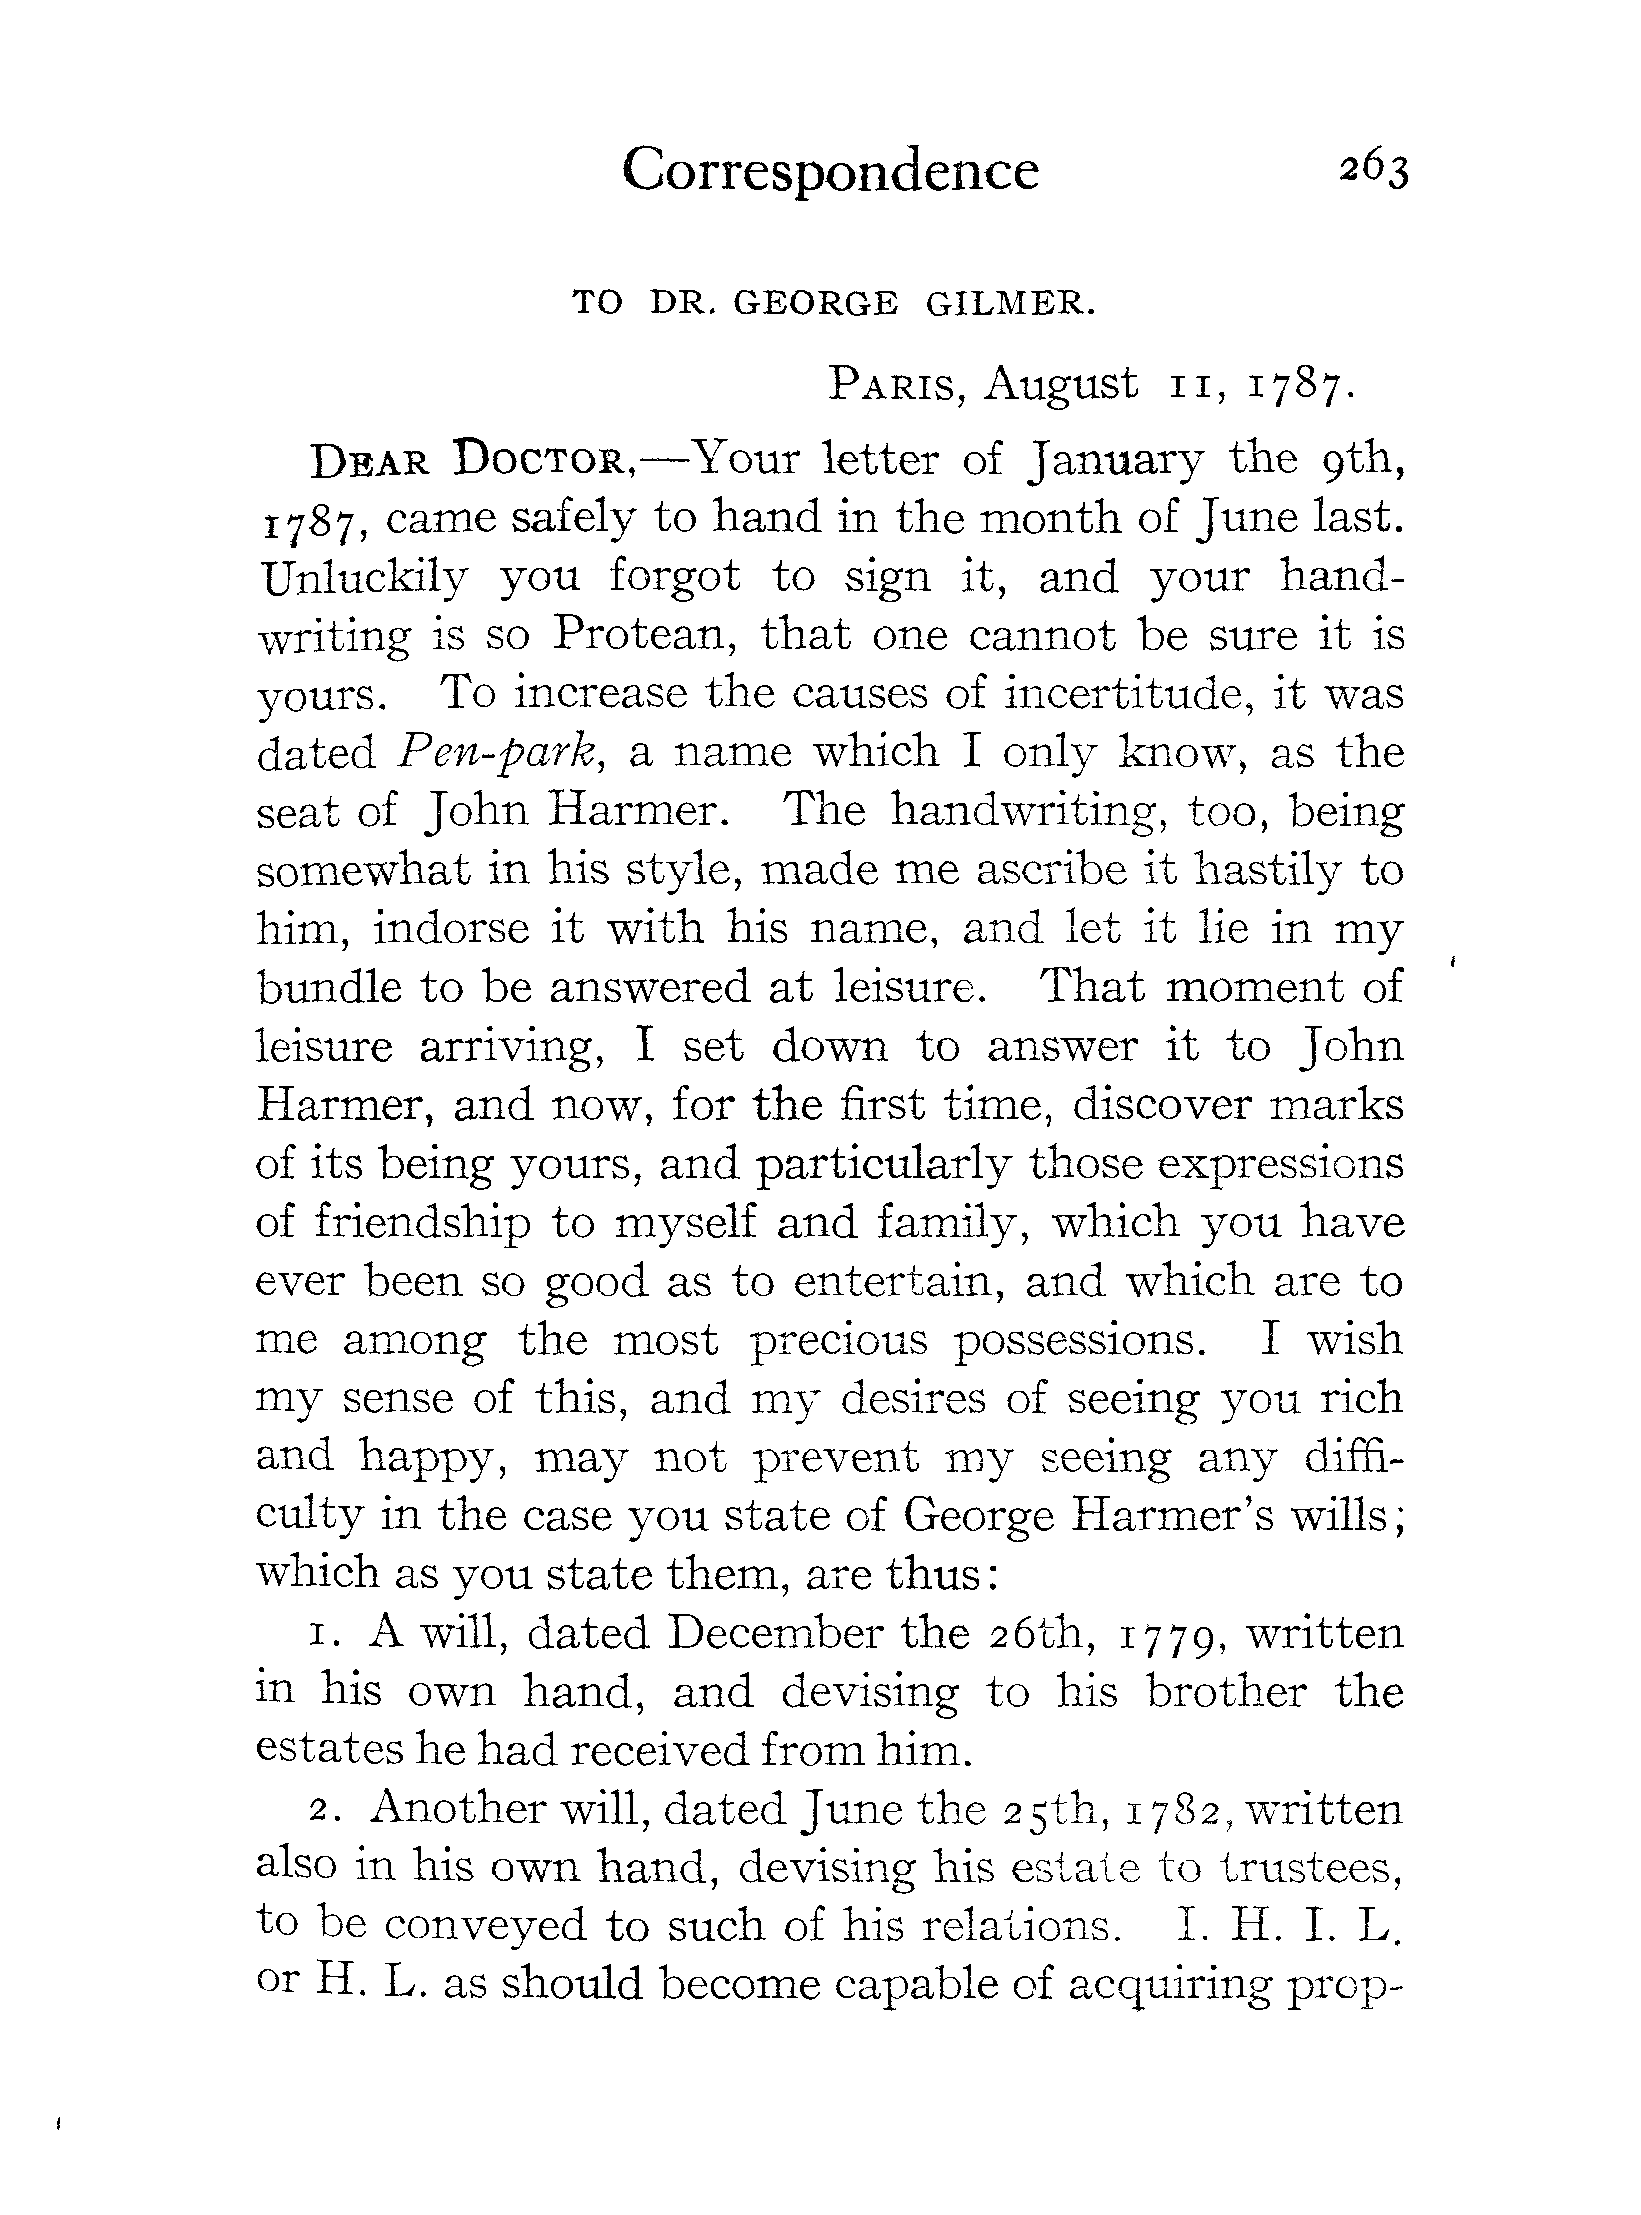 Correspondence 263
TO DR. GEORGE GILMER.
PARIS, August 11, 1787.
DEAR DOCTOR,—Your letter of January the 9th,
1787, came safely to hand in the month of June last.
Unluckily you forgot to sign it, and your hand-
writing is so Protean, that one cannot be sure it is
yours. To increase the causes of incertitude, it was
dated Pen-park, a name which I only know, as the
seat of John Harmer. The handwriting, too, being
somewhat in his style, made me ascribe it hastily to
him, indorse it with his name, and let it lie in my
bundle to be answered at leisure. That moment of
leisure arriving, I set down to answer it to John
Harmer, and now, for the first time, discover marks
of its being yours, and particularly those expressions
of friendship to myself and family, which you have
ever been so good as to entertain, and which are to
me among the most precious possessions. I wish
my sense of this, and my desires of seeing you rich
and happy, may not prevent my seeing any diffi-
culty in the case you state of George Harmer's wills;
which as you state them, are thus:
1. A will, dated December the 26th, 1779, written
in his own hand, and devising to his brother the
estates he had received from him.
2. Another will, dated June the 25th, 1782, written
also in his own hand, devising his estate to trustees,
to be conveyed to such of his relations. I. H. I. L.
or H. L. as should become capable of acquiring prop-